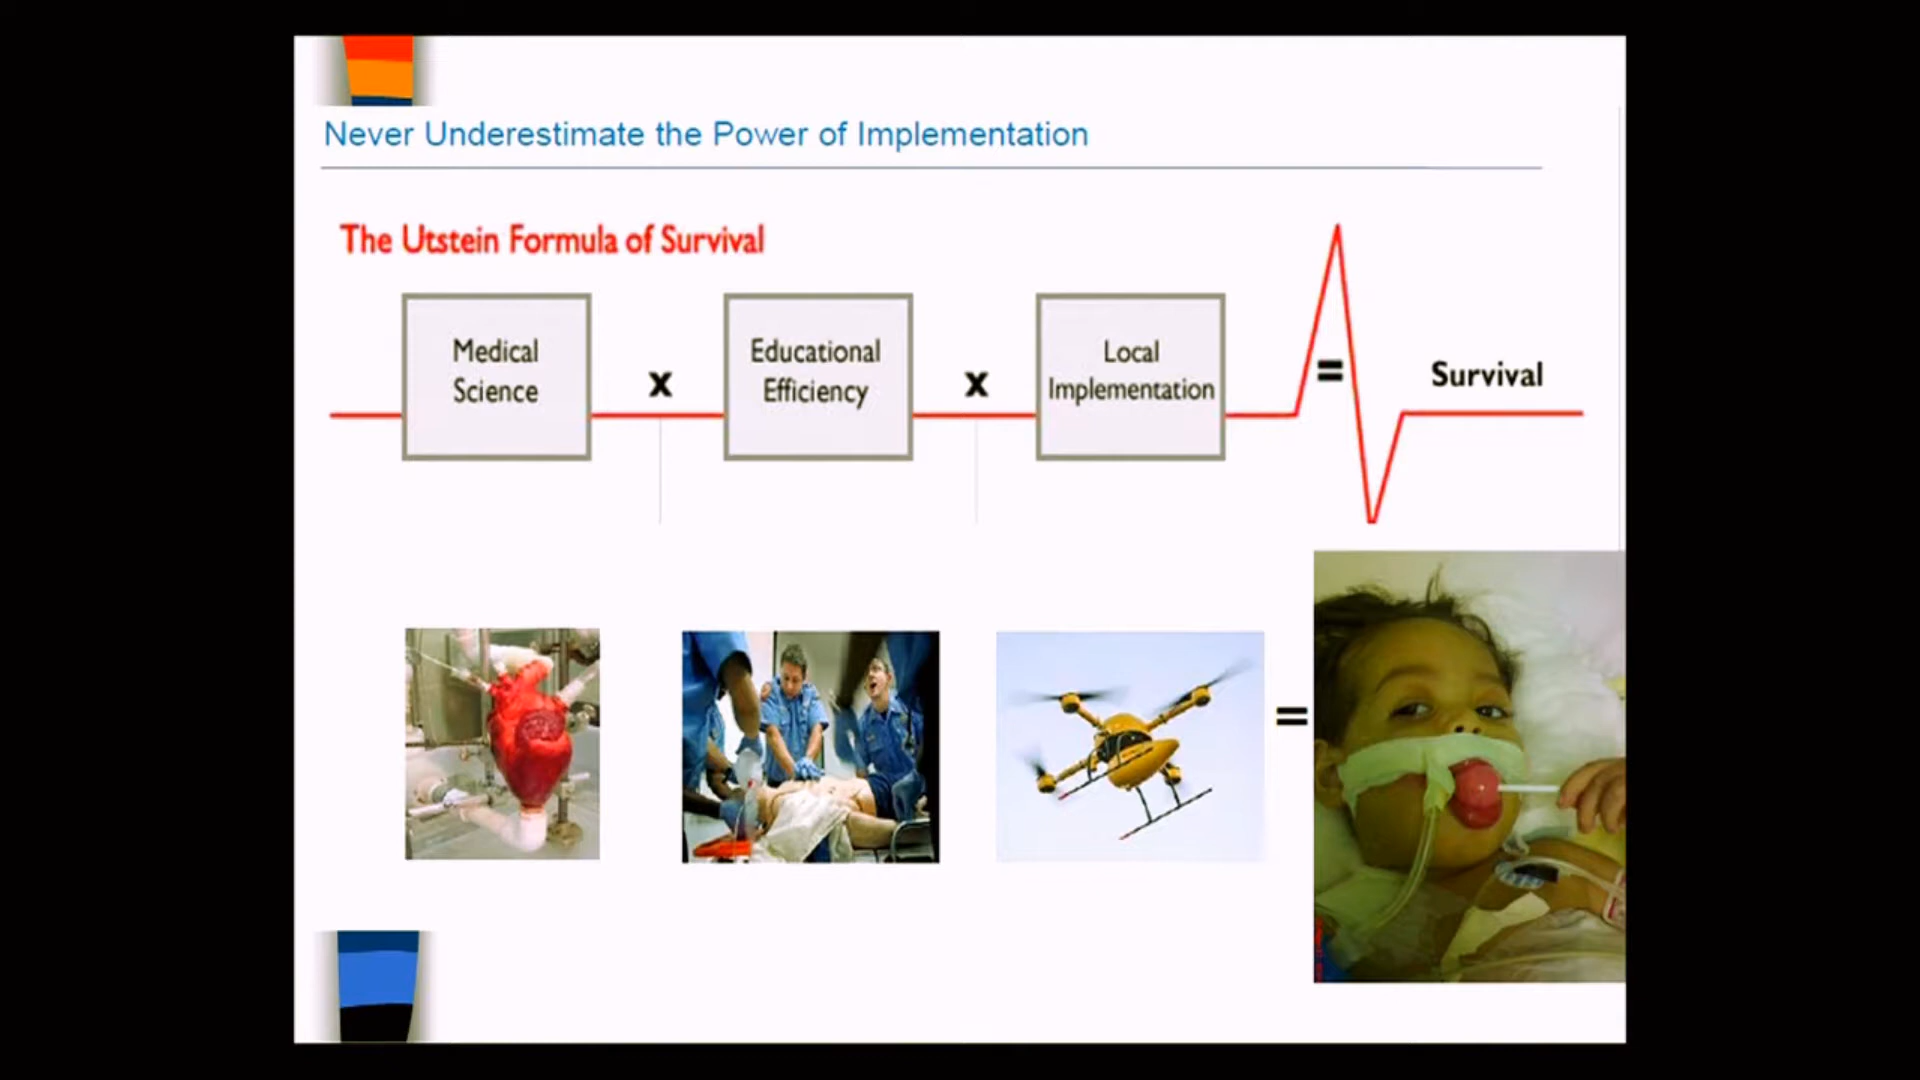 Never Underestimate the Power of Implementation
The Utstein Formula of Survival
Medical
Science
x
Educational
Efficiency
x
Local
Implementation
=
Survival
=